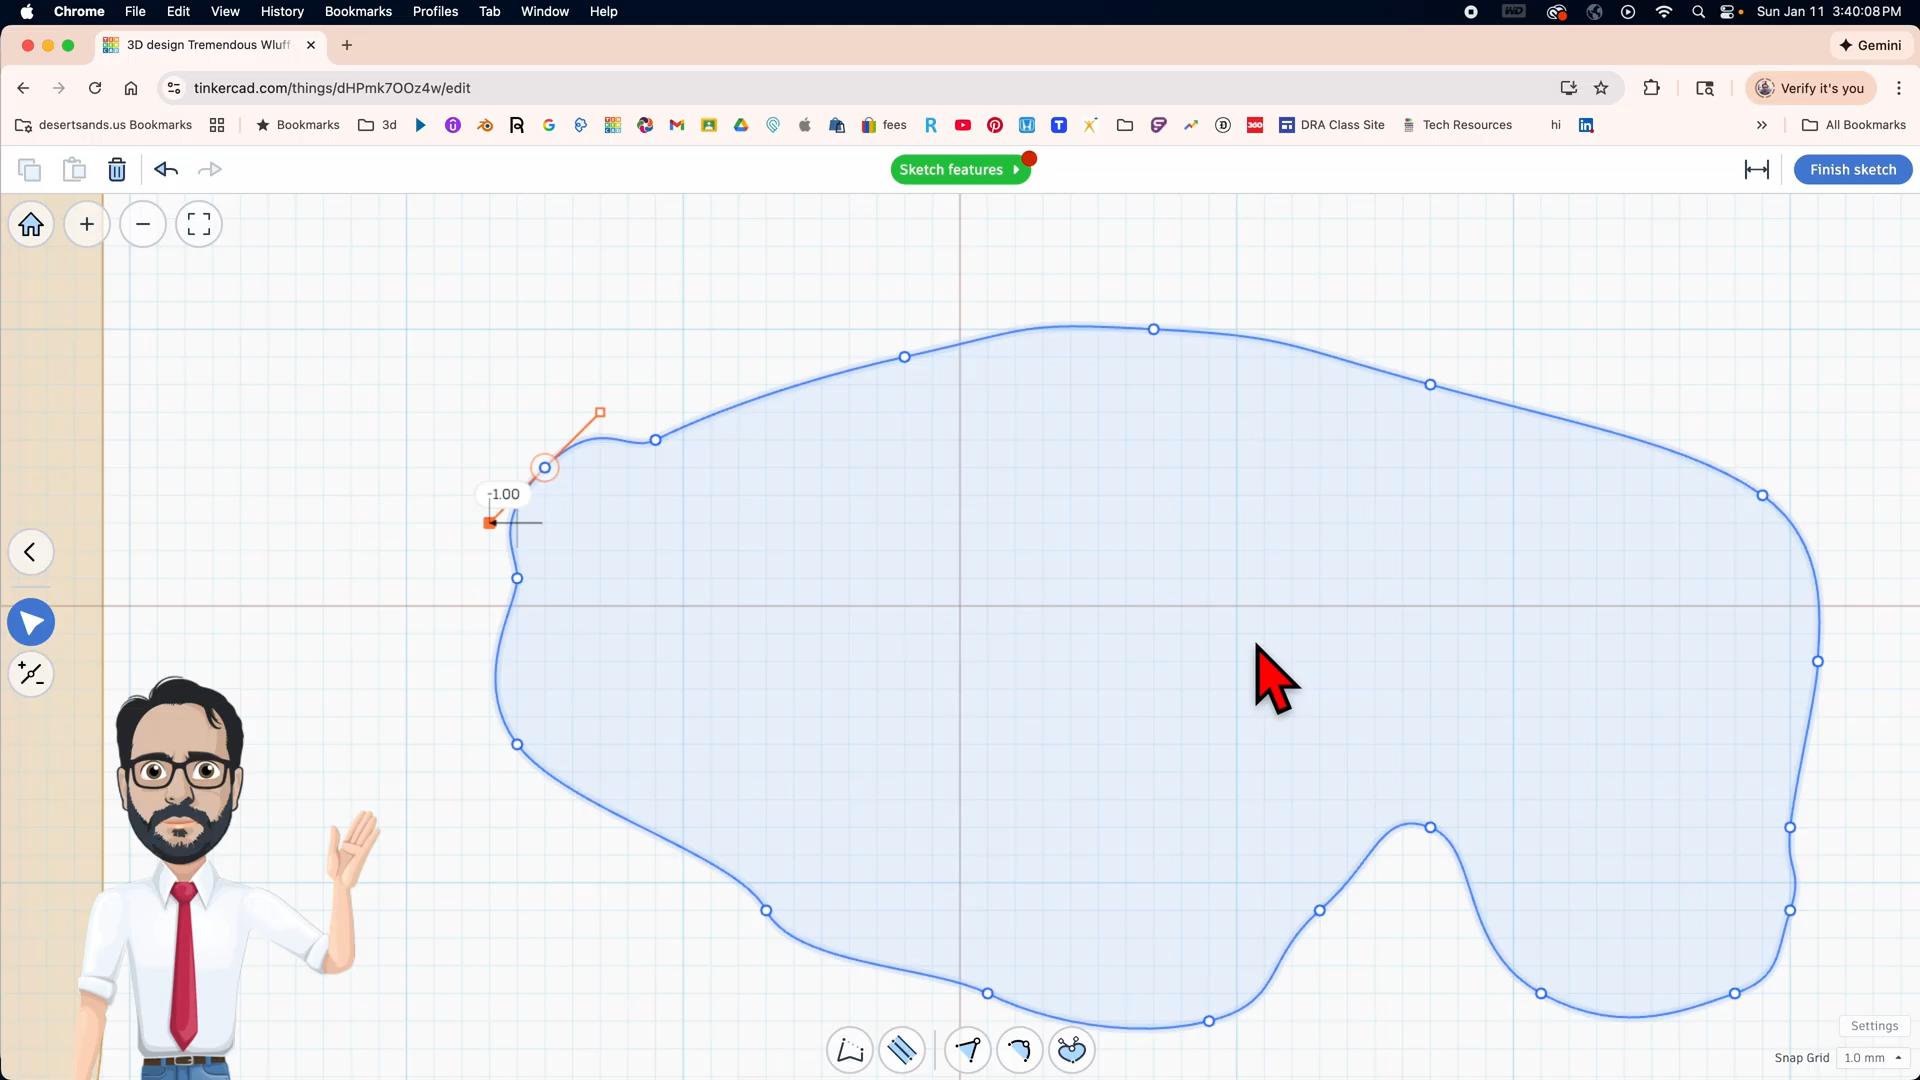 Chrome File Edit View History Bookmarks Profiles Tab Window Help
WD Sun Jan 11 3:40:08 PM
3D design Tremendous Wluff
Gemini
tinkercad.com/things/dHPmk7OOz4w/edit
Verify it's you
desertsands.us Bookmarks Bookmarks 3d fees DRA Class Site Tech Resources hi All Bookmarks
Sketch features
Finish sketch
-1.00
Settings
Snap Grid 1.0 mm